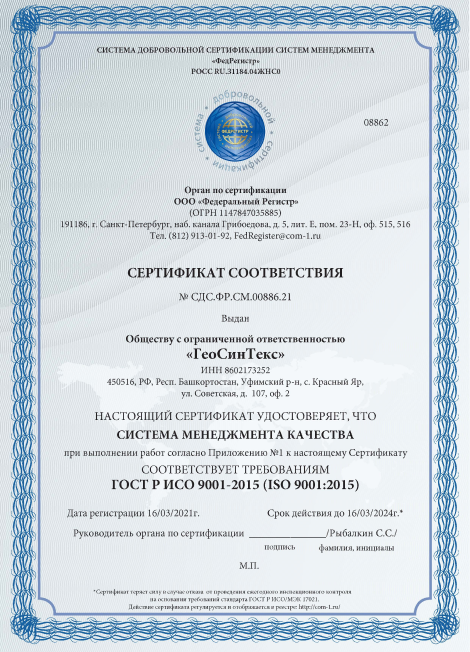 СИСТЕМА ДОБРОВОЛЬНОЙ СЕРТИФИКАЦИИ СИСТЕМ МЕНЕДЖМЕНТА
«ФедРегистр»
РОСС RU.31184.04ЖНС0
система • добровольной • сертификации •
ФЕДРЕГИСТР
08862
Орган по сертификации
ООО «Федеральный Регистр»
(ОГРН 1147847035885)
191186, г. Санкт-Петербург, наб. канала Грибоедова, д. 5, лит. Е, пом. 23-Н, оф. 515, 516
Тел. (812) 913-01-92, FedRegister@com-1.ru
СЕРТИФИКАТ СООТВЕТСТВИЯ
№ СДС.ФР.СМ.00886.21
Выдан
Обществу с ограниченной ответственностью
«ГеоСинТекс»
ИНН 8602173252
450516, РФ, Респ. Башкортостан, Уфимский р-н, с. Красный Яр,
ул. Советская, д. 107, оф. 2
НАСТОЯЩИЙ СЕРТИФИКАТ УДОСТОВЕРЯЕТ, ЧТО
СИСТЕМА МЕНЕДЖМЕНТА КАЧЕСТВА
при выполнении работ согласно Приложению №1 к настоящему Сертификату
СООТВЕТСТВУЕТ ТРЕБОВАНИЯМ
ГОСТ Р ИСО 9001-2015 (ISO 9001:2015)
Дата регистрации 16/03/2021г. Срок действия до 16/03/2024г.*
Руководитель органа по сертификации _______________/Рыбалкин С.С./
подпись фамилия, инициалы
М.П.
*Сертификат теряет силу в случае отказа от проведения ежегодного инспекционного контроля
на основании требований стандарта ГОСТ Р ИСО/МЭК 17021.
Действие сертификата регулируется и отображается в реестре: http://com-1.ru/